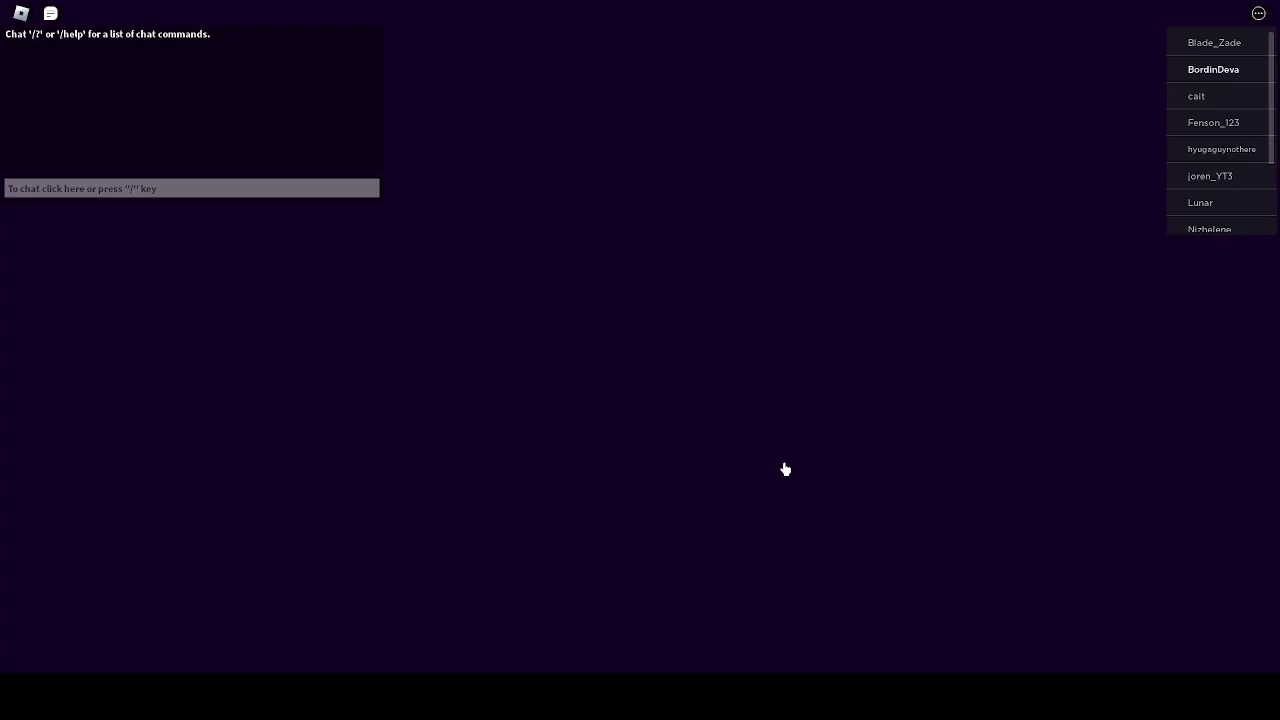 Chat '/?' or '/help' for a list of chat commands.
To chat click here or press "/" key
Blade_Zade
BordinDeva
cait
Fenson_123
hyugaguynothere
joren_YT3
Lunar
Nizhelene